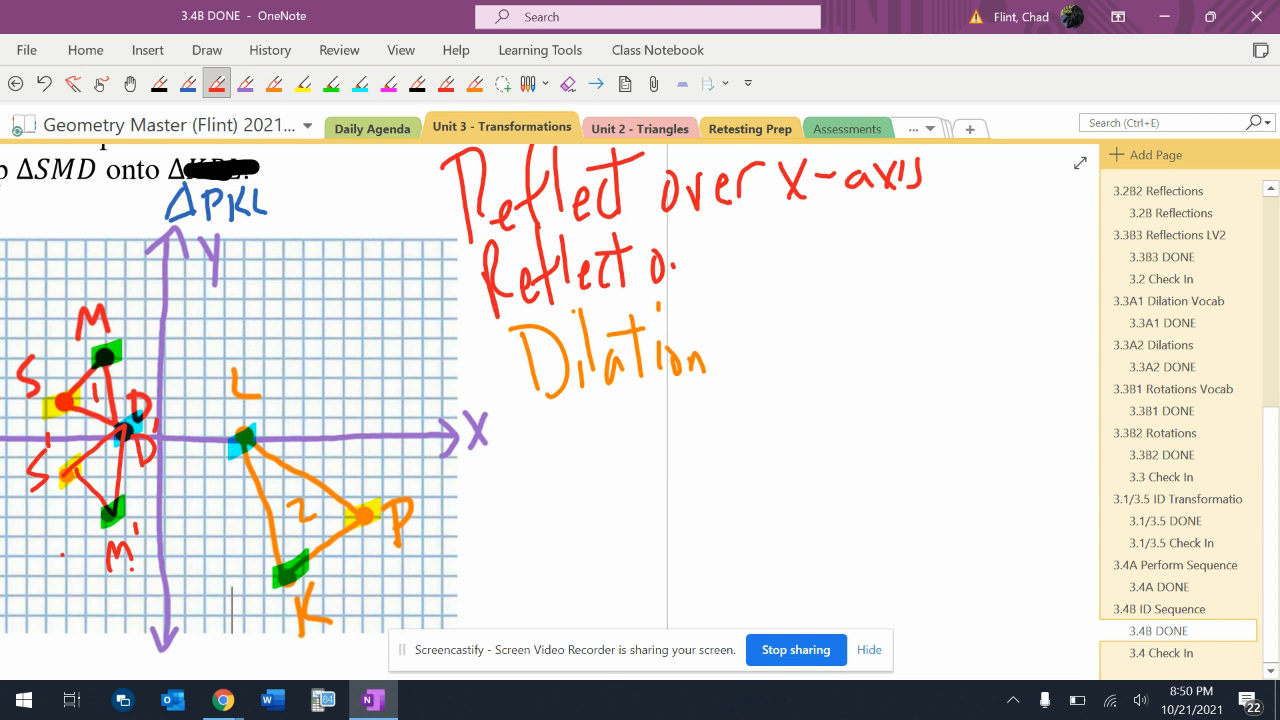 3.4B DONE - OneNote
Search
Flint, Chad
File Home Insert Draw History Review View Help Learning Tools Class Notebook
Geometry Master (Flint) 2021...
Daily Agenda
Unit 3 - Transformations
Unit 2 - Triangles
Retesting Prep
Assessments
...
Search (Ctrl+E)
Add Page
3.2B2 Reflections
3.2B Reflections
3.3B3 Reflections LV2
3.3B3 DONE
3.2 Check In
3.3A1 Dilation Vocab
3.3A1 DONE
3.3A2 Dilations
3.3A2 DONE
3.3B1 Rotations Vocab
3.3B1 DONE
3.3B2 Rotations
3.3B2 DONE
3.3 Check In
3.1/3.5 ID Transformatio
3.1/3.5 DONE
3.1/3.5 Check In
3.4A Perform Sequence
3.4A DONE
3.4B ID Sequence
3.4B DONE
3.4 Check In
p ΔSMD onto Δ
ΔPKL
Reflect over x-axis
Reflect o
Dilation
Y
M
S
1
D
L
X
S'
D'
2
P
M'
K
Screencastify - Screen Video Recorder is sharing your screen.
Stop sharing
Hide
84
8:50 PM
10/21/2021
22